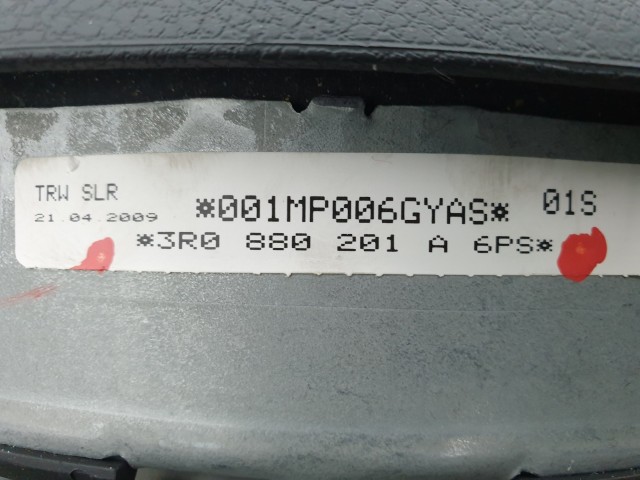 TRW SLR
21.04.2009
*001MP006GYAS* 01S
*3R0 880 201 A 6PS*